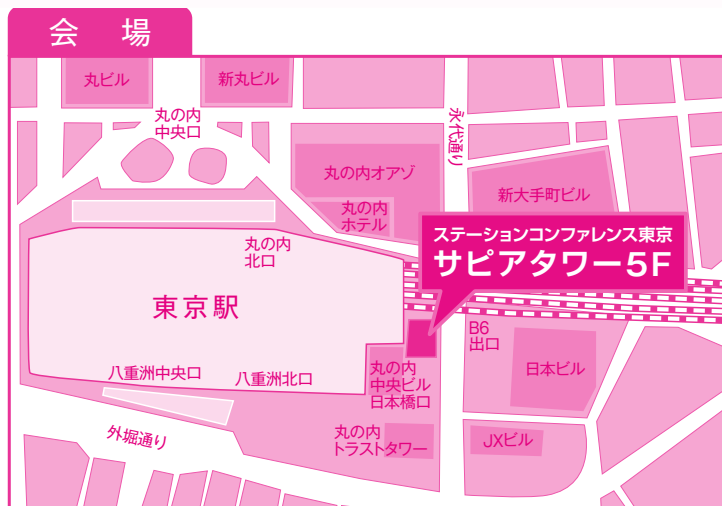 会 場
丸ビル
新丸ビル
丸の内
中央口
永代通り
丸の内オアゾ
丸の内
ホテル
新大手町ビル
ステーションコンファレンス東京
サピアタワー5F
丸の内
北口
東京駅
B6
出口
日本ビル
八重洲中央口
八重洲北口
丸の内
中央ビル
日本橋口
外堀通り
丸の内
トラストタワー
JXビル